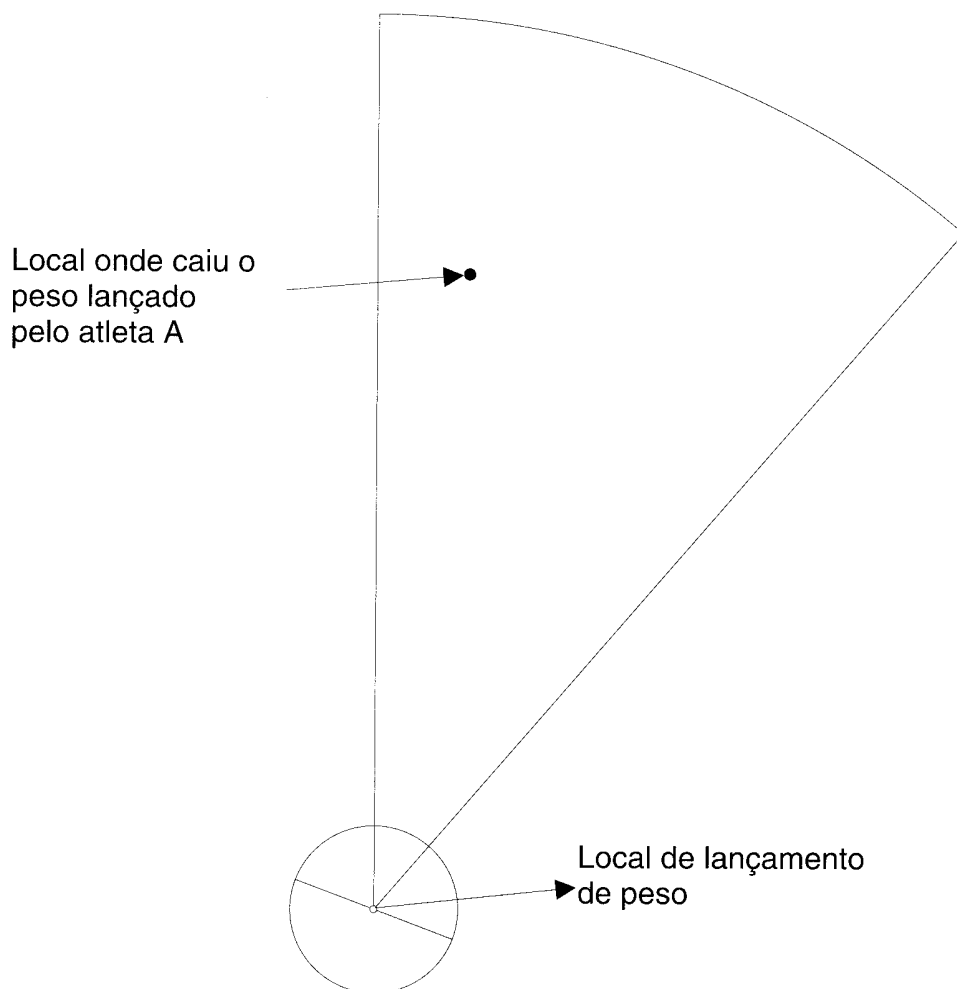 Local onde caiu o
peso lançado
pelo atleta A
Local de lançamento
de peso